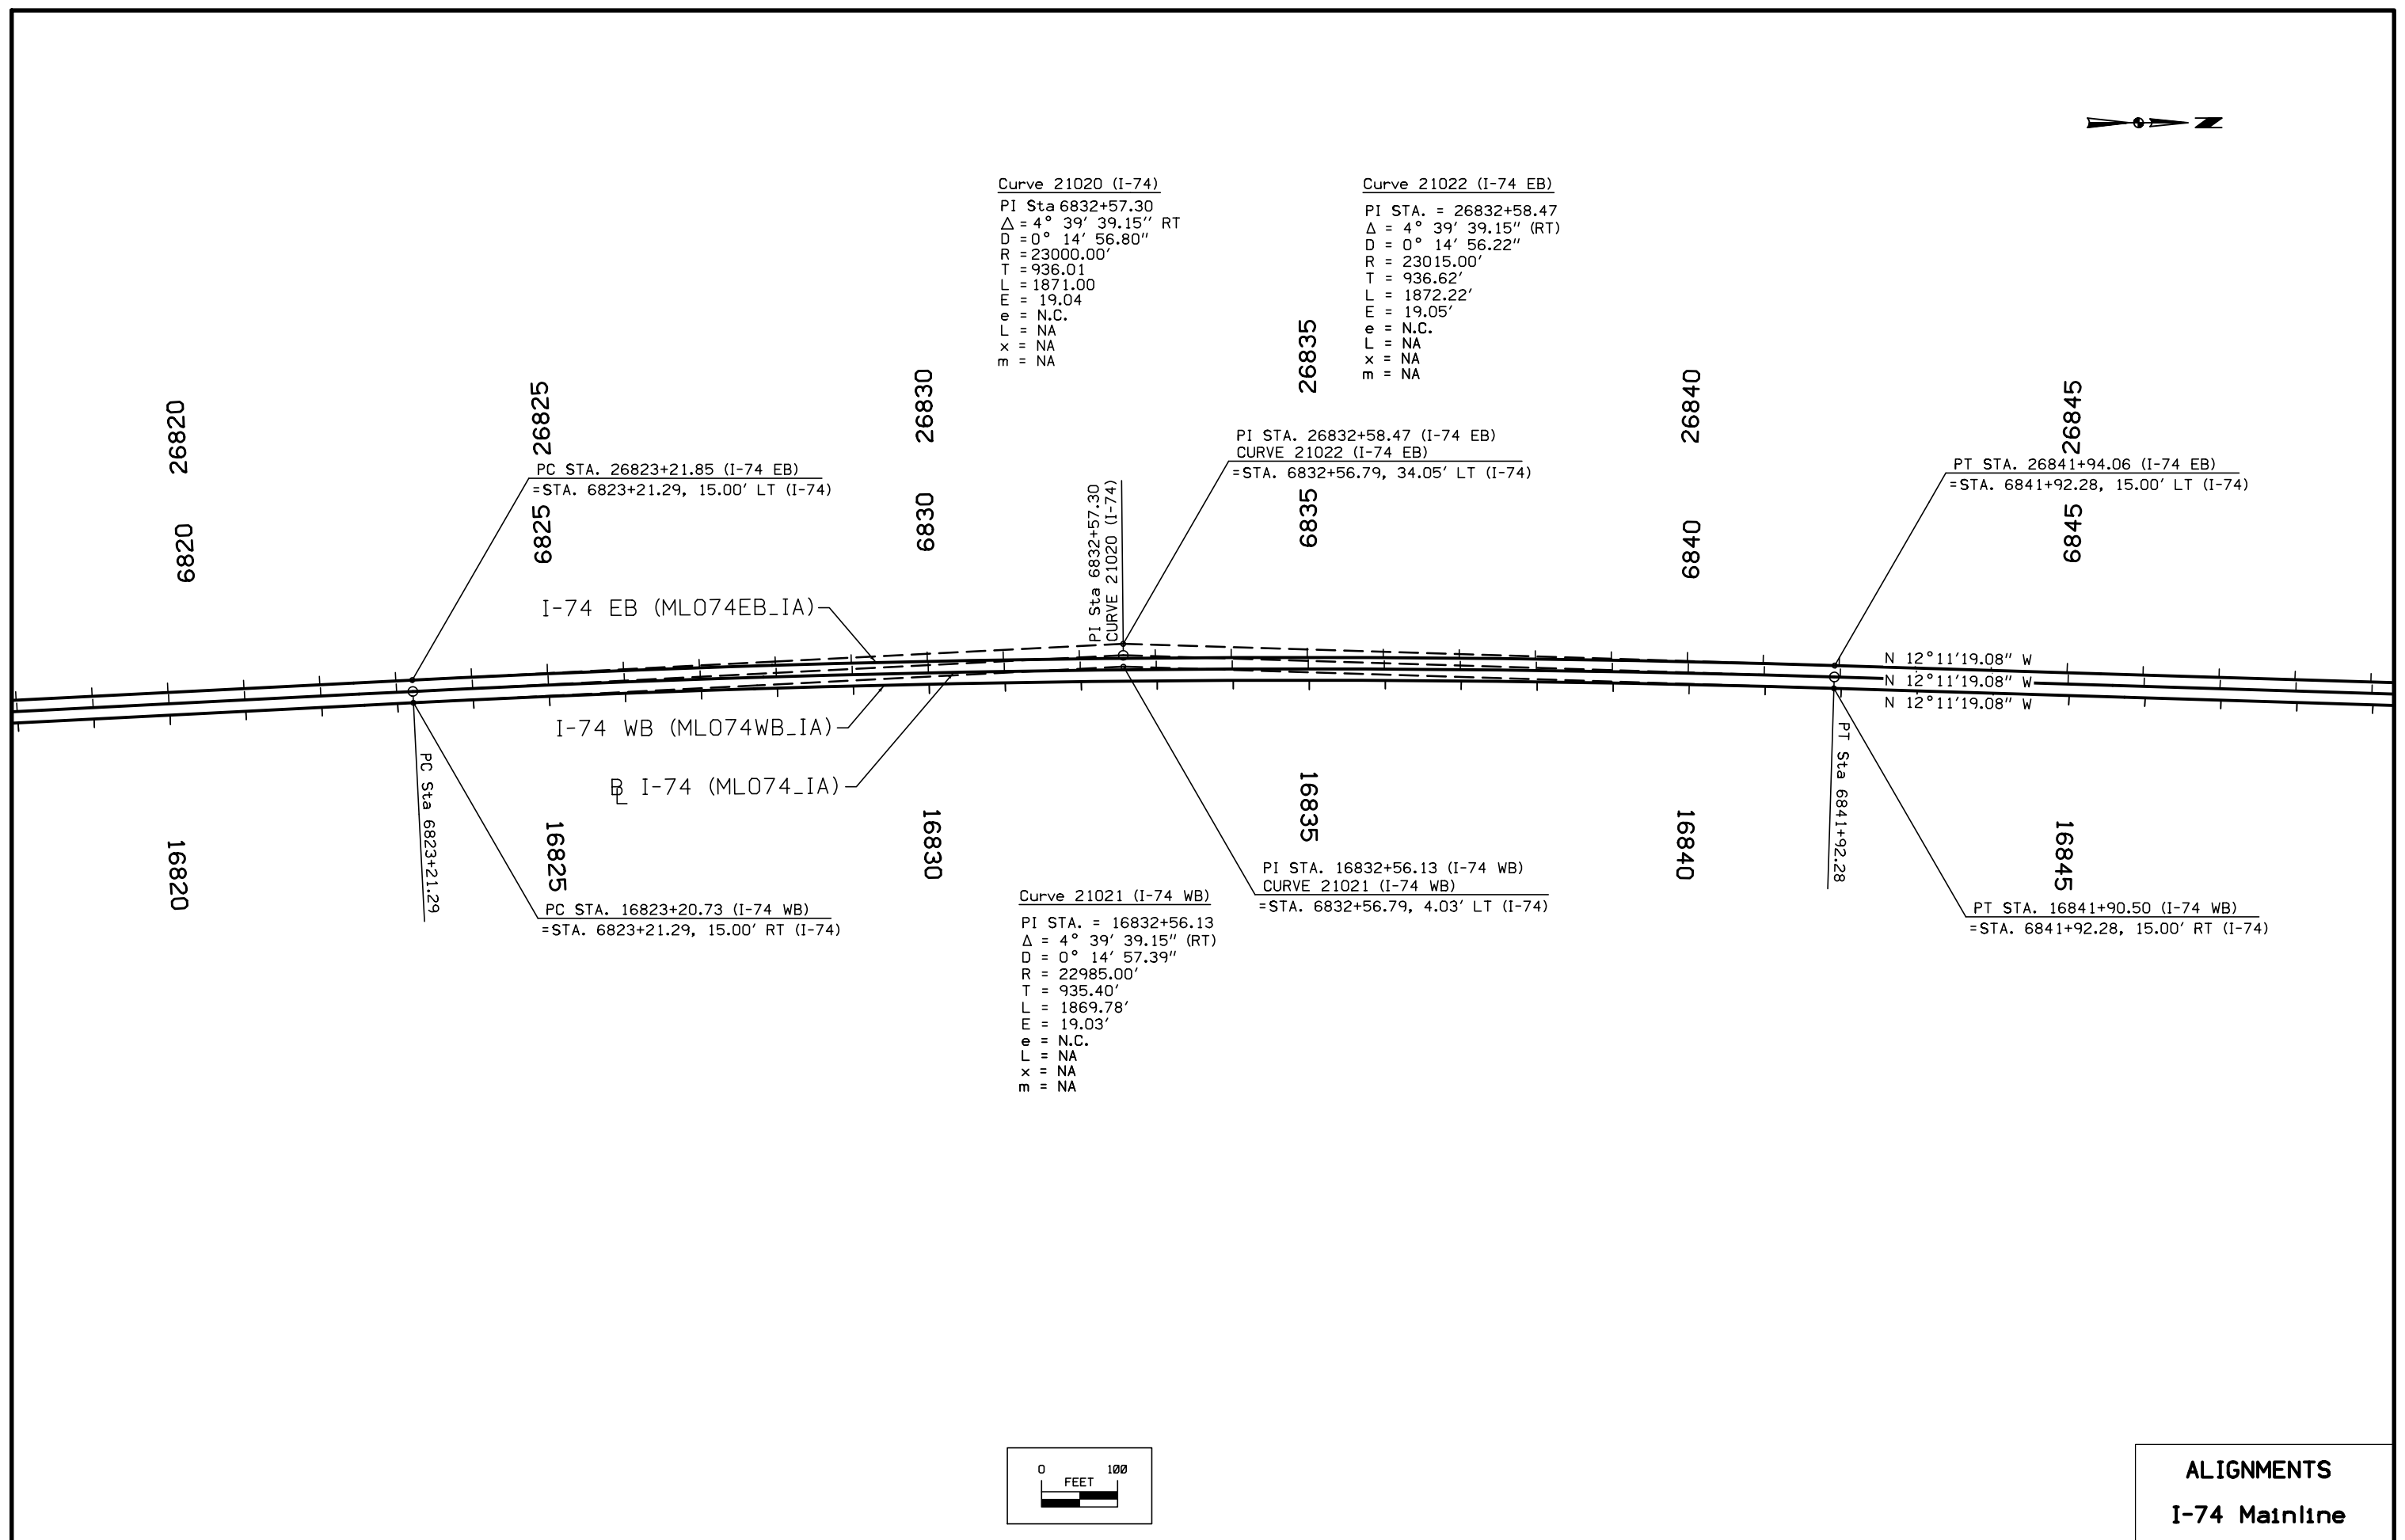 N
Curve 21020 (I-74)
PI Sta 6832+57.30
Δ = 4° 39' 39.15" RT
D = 0° 14' 56.80"
R = 23000.00'
T = 936.01
L = 1871.00
E = 19.04
e = N.C.
L = NA
x = NA
m = NA
Curve 21022 (I-74 EB)
PI STA. = 26832+58.47
Δ = 4° 39' 39.15" (RT)
D = 0° 14' 56.22"
R = 23015.00'
T = 936.62'
L = 1872.22'
E = 19.05'
e = N.C.
L = NA
x = NA
m = NA
26820
26825
26830
26835
26840
26845
PC STA. 26823+21.85 (I-74 EB)
=STA. 6823+21.29, 15.00' LT (I-74)
PI STA. 26832+58.47 (I-74 EB)
CURVE 21022 (I-74 EB)
=STA. 6832+56.79, 34.05' LT (I-74)
PT STA. 26841+94.06 (I-74 EB)
=STA. 6841+92.28, 15.00' LT (I-74)
6820
6825
6830
6835
6840
6845
PI Sta 6832+57.30
CURVE 21020 (I-74)
I-74 EB (ML074EB_IA)
N 12°11'19.08" W
N 12°11'19.08" W
N 12°11'19.08" W
I-74 WB (ML074WB_IA)
BL I-74 (ML074_IA)
PC Sta 6823+21.29
PT Sta 6841+92.28
16820
16825
16830
16835
16840
16845
PC STA. 16823+20.73 (I-74 WB)
=STA. 6823+21.29, 15.00' RT (I-74)
PI STA. 16832+56.13 (I-74 WB)
CURVE 21021 (I-74 WB)
=STA. 6832+56.79, 4.03' LT (I-74)
PT STA. 16841+90.50 (I-74 WB)
=STA. 6841+92.28, 15.00' RT (I-74)
Curve 21021 (I-74 WB)
PI STA. = 16832+56.13
Δ = 4° 39' 39.15" (RT)
D = 0° 14' 57.39"
R = 22985.00'
T = 935.40'
L = 1869.78'
E = 19.03'
e = N.C.
L = NA
x = NA
m = NA
0 100
FEET
ALIGNMENTS
I-74 Mainline